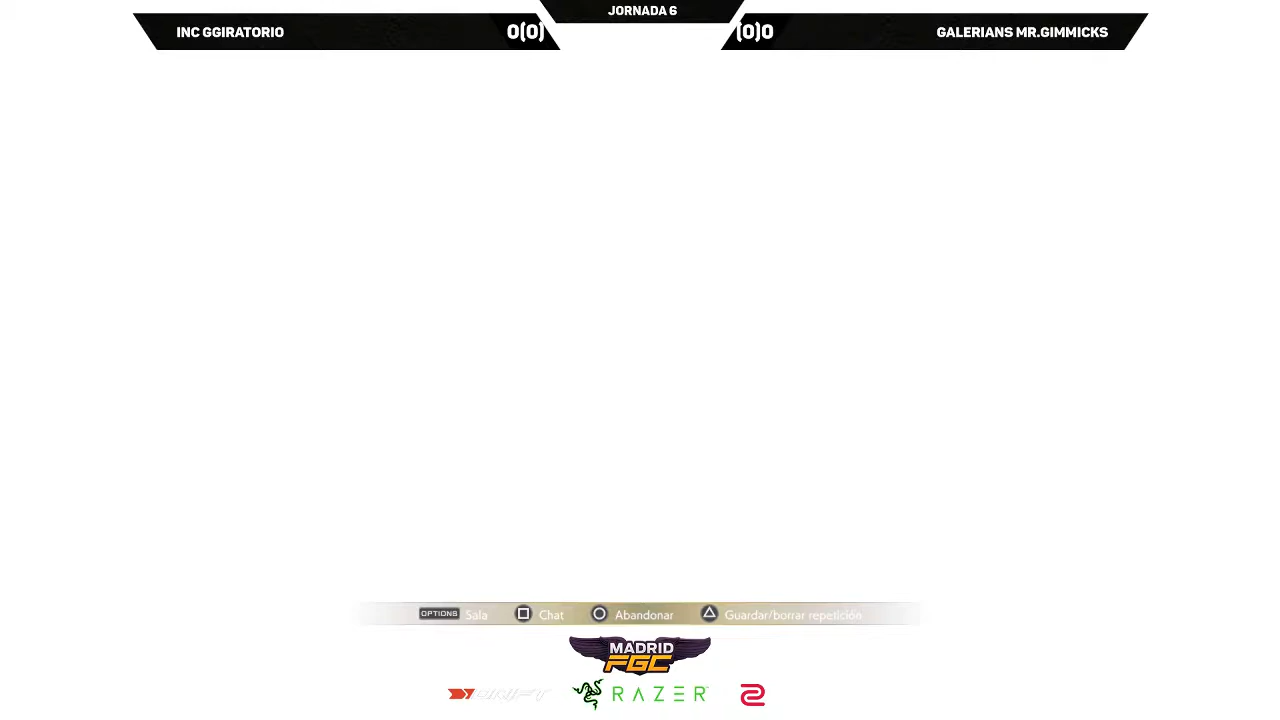 JORNADA 6
INC GGIRATORIO 0(0) (0)0 GALERIANS MR.GIMMICKS
OPTIONS Sala Chat Abandonar Guardar/borrar repetición
MADRID
FGC
DRIFT RAZER